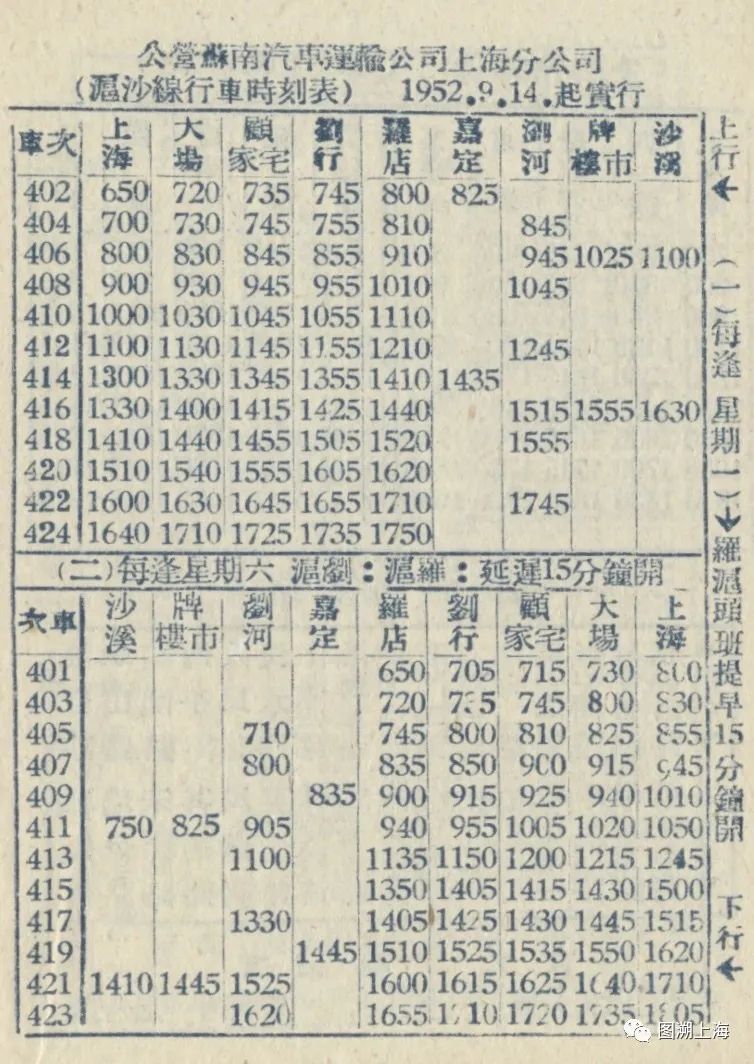 公營蘇南汽車運輸公司上海分公司
(滬沙線行車時刻表) 1952.9.14.起實行
車次 上海 大場 顧家宅 劉行 羅店 嘉定 瀏河 牌樓市 沙溪
402 650 720 735 745 800 825
404 700 730 745 755 810 845
406 800 830 845 855 910 945 1025 1100
408 900 930 945 955 1010 1045
410 1000 1030 1045 1055 1110
412 1100 1130 1145 1155 1210 1245
414 1300 1330 1345 1355 1410 1435
416 1330 1400 1415 1425 1440 1515 1555 1630
418 1410 1440 1455 1505 1520 1555
420 1510 1540 1555 1605 1620
422 1600 1630 1645 1655 1710 1745
424 1640 1710 1725 1735 1750
(二)每逢星期六 滬劉:滬羅:延遲15分鐘開
車次 沙溪 牌樓市 瀏河 嘉定 羅店 劉行 顧家宅 大場 上海
401 650 705 715 730 800
403 720 735 745 800 830
405 710 745 800 810 825 855
407 800 835 850 900 915 945
409 835 900 915 925 940 1010
411 750 825 905 940 955 1005 1020 1050
413 1100 1135 1150 1200 1215 1245
415 1350 1405 1415 1430 1500
417 1330 1405 1425 1430 1445 1515
419 1445 1510 1525 1535 1550 1620
421 1410 1445 1525 1600 1615 1625 1640 1710
423 1620 1655 1710 1720 1735 1805
上行← (一)每逢星期一)↓羅滬頭班提早15分鐘開 下行←
图溯上海